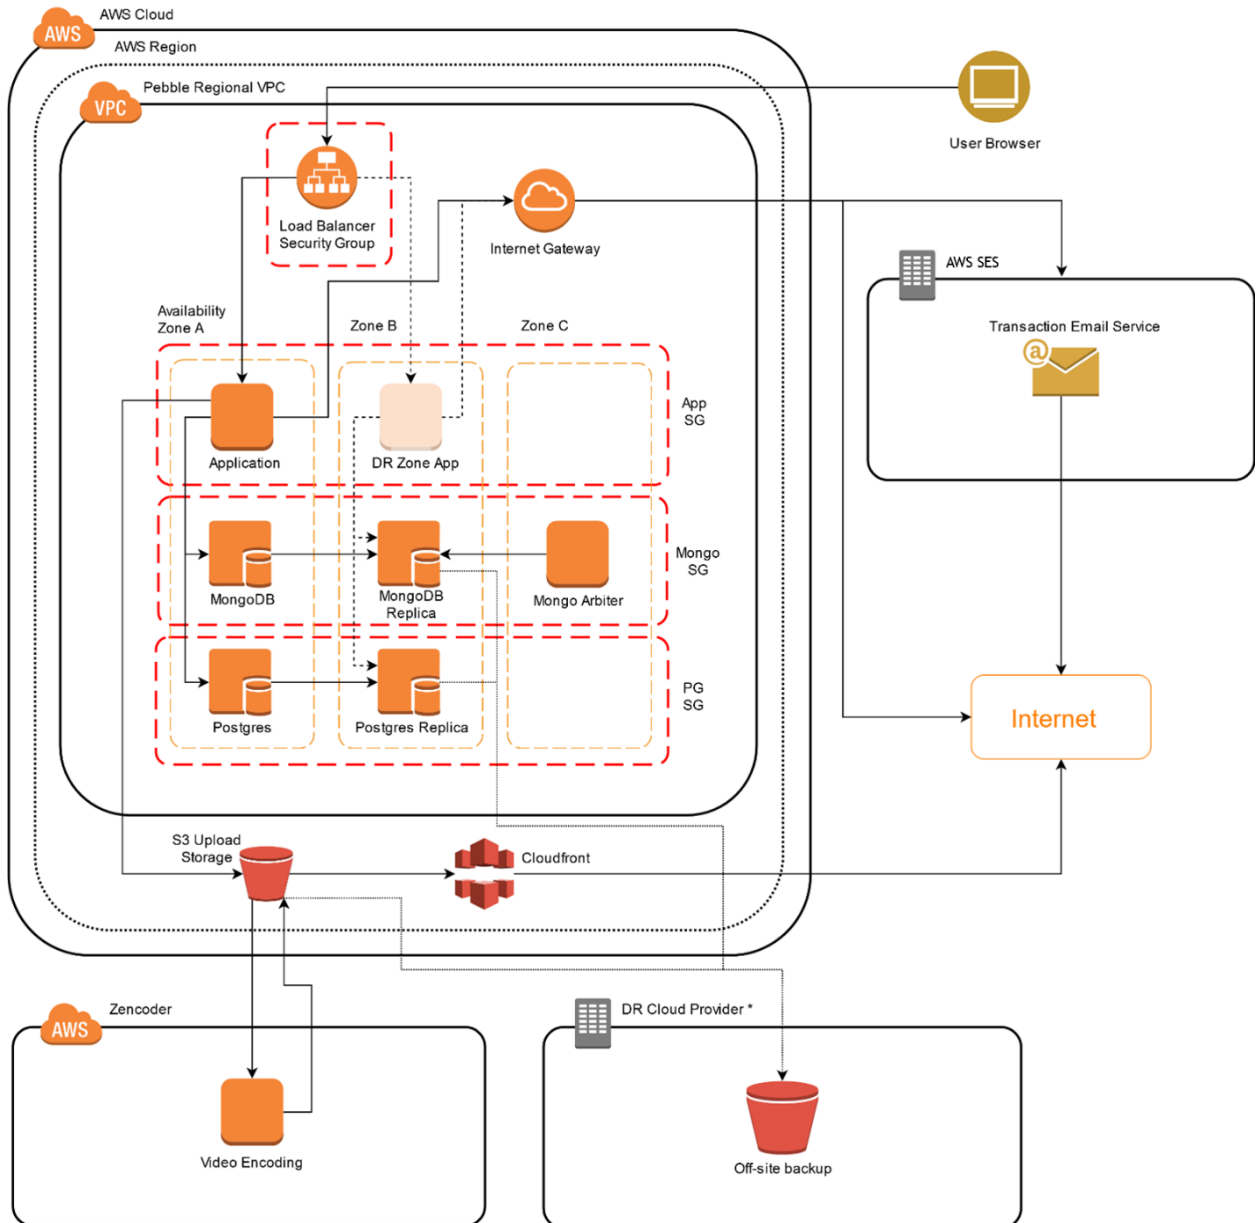 AWS Cloud
AWS
AWS Region
Pebble Regional VPC
VPC
User Browser
Load Balancer
Security Group
Internet Gateway
AWS SES
Transaction Email Service
@
Availability
Zone A
Zone B
Zone C
App
SG
Application
DR Zone App
Mongo
SG
MongoDB
MongoDB
Replica
Mongo Arbiter
PG
SG
Postgres
Postgres Replica
Internet
S3 Upload
Storage
Cloudfront
Zencoder
AWS
Video Encoding
DR Cloud Provider *
Off-site backup